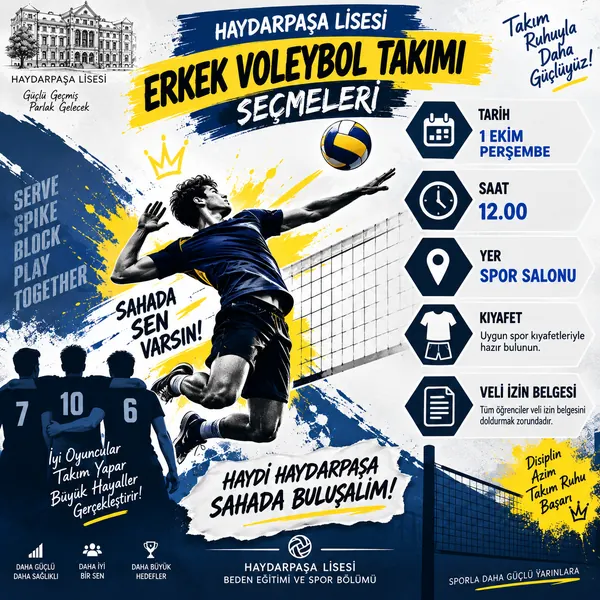 HAYDARPAŞA LİSESİ
Güçlü Geçmiş
Parlak Gelecek
HAYDARPAŞA LİSESİ
ERKEK VOLEYBOL TAKIMI
SEÇMELERİ
Takım
Ruhuyla
Daha
Güçlüyüz!
TARİH
1 EKİM
PERŞEMBE
SAAT
12.00
YER
SPOR SALONU
KIYAFET
Uygun spor kıyafetleriyle
hazır bulunun.
VELİ İZİN BELGESİ
Tüm öğrenciler veli izin belgesini
doldurmak zorundadır.
SERVE
SPIKE
BLOCK
PLAY
TOGETHER
SAHADA
SEN
VARSIN!
7
10
6
İyi Oyuncular
Takım Yapar
Büyük Hayaller
Gerçekleştirir!
HAYDİ HAYDARPAŞA
SAHADA BULUŞALIM!
Disiplin
Azim
Takım Ruhu
Başarı
DAHA GÜÇLÜ
DAHA SAĞLIKLI
DAHA İYİ
BİR SEN
DAHA BÜYÜK
HEDEFLER
HAYDARPAŞA LİSESİ
BEDEN EĞİTİMİ VE SPOR BÖLÜMÜ
SPORLA DAHA GÜÇLÜ YARINLARA